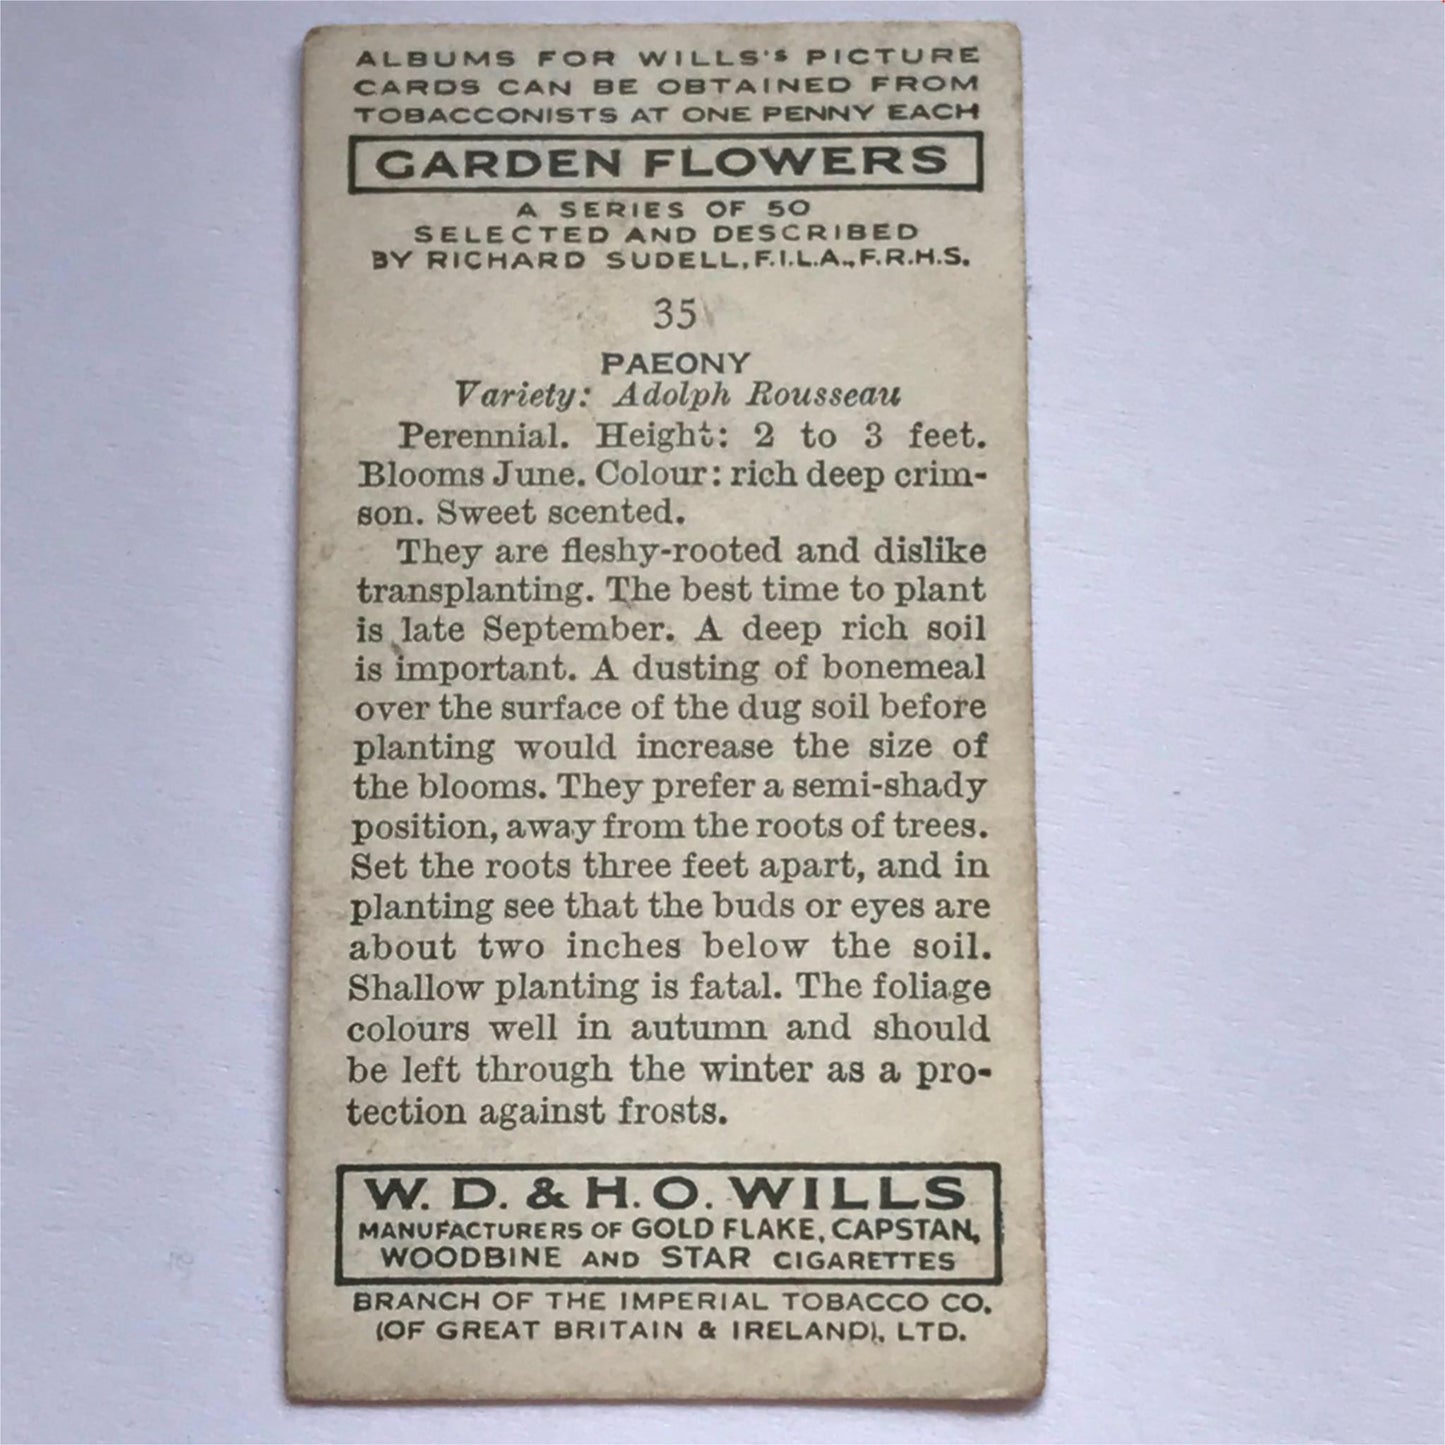 ALBUMS FOR WILLS'S PICTURE
CARDS CAN BE OBTAINED FROM
TOBACCONISTS AT ONE PENNY EACH
GARDEN FLOWERS
A SERIES OF 50
SELECTED AND DESCRIBED
BY RICHARD SUDELL, F.I.L.A., F.R.H.S.
35
PAEONY
Variety: Adolph Rousseau
Perennial. Height: 2 to 3 feet.
Blooms June. Colour: rich deep crim-
son. Sweet scented.
They are fleshy-rooted and dislike
transplanting. The best time to plant
is late September. A deep rich soil
is important. A dusting of bonemeal
over the surface of the dug soil before
planting would increase the size of
the blooms. They prefer a semi-shady
position, away from the roots of trees.
Set the roots three feet apart, and in
planting see that the buds or eyes are
about two inches below the soil.
Shallow planting is fatal. The foliage
colours well in autumn and should
be left through the winter as a pro-
tection against frosts.
W. D. & H. O. WILLS
MANUFACTURERS OF GOLD FLAKE, CAPSTAN,
WOODBINE AND STAR CIGARETTES
BRANCH OF THE IMPERIAL TOBACCO CO.
(OF GREAT BRITAIN & IRELAND), LTD.